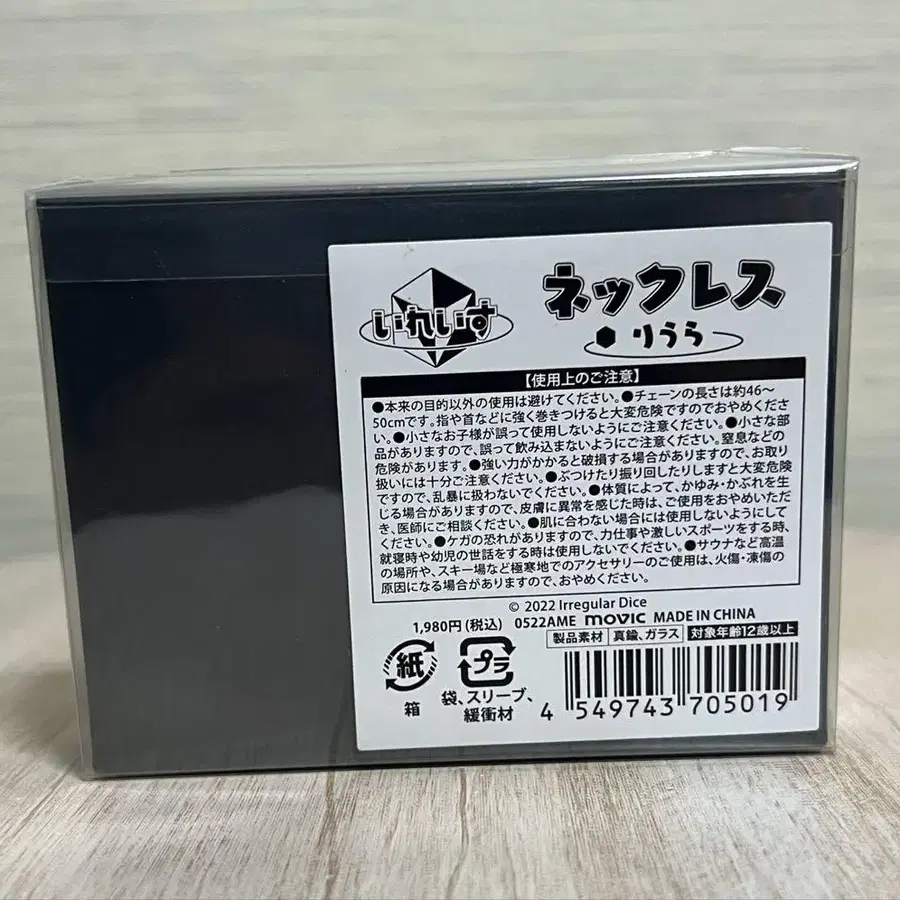 いれいす
ネックレス
りうら
【使用上のご注意】
●本来の目的以外の使用は避けてください。●チェーンの長さは約46～
50cmです。指や首などに強く巻きつけると大変危険ですのでおやめくださ
い。●小さなお子様が誤って使用しないようにご注意ください。●小さな部
品がありますので、誤って飲み込まないようにご注意ください。窒息などの
危険があります。●強い力がかかると破損する場合がありますので、お取り
扱いには十分ご注意ください。●ぶつけたり振り回したりしますと大変危険
ですので、乱暴に扱わないでください。●体質によって、かゆみ・かぶれを生
じる場合がありますので、皮膚に異常を感じた時は、ご使用をおやめいただ
き、医師にご相談ください。●肌に合わない場合には使用しないようにして
ください。●ケガの恐れがありますので、力仕事や激しいスポーツをする時、
就寝時や幼児の世話をする時は使用しないでください。●サウナなど高温
の場所や、スキー場など極寒地でのアクセサリーのご使用は、火傷・凍傷の
原因になる場合がありますので、おやめください。
© 2022 Irregular Dice
1,980円(税込) 0522AME movic MADE IN CHINA
製品素材 真鍮、ガラス 対象年齢12歳以上
紙 プラ
箱 袋、スリーブ、
緩衝材
4 549743 705019